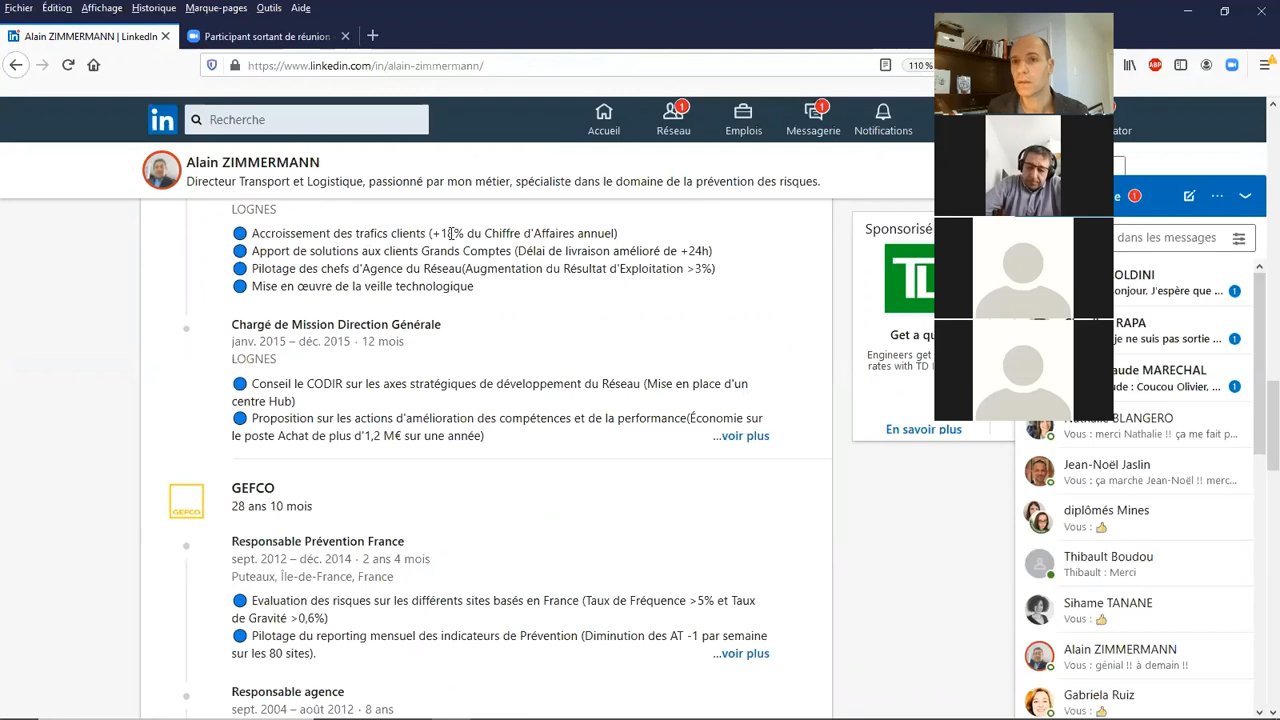 Fichier Édition Affichage Historique Marque-pages Outils Aide
Alain ZIMMERMANN | LinkedIn
Participant sortant de réunion
https://www.linkedin.com/in/alain-zimmermann/
110 %
ABP
in
Recherche
Accueil
Réseau
1
Emplois
Messagerie
1
Notifications
Alain ZIMMERMANN
Directeur Transport et Logistique, passionné par mon métier, spécialiste dans le domaine de la prévention des risques.
LOGNES
Accroissement des trafics clients du Chiffre d'Affaires annuel)
Apport de solutions aux clients Grands Comptes (Délai de livraison amélioré de +24h)
Pilotage des chefs d'Agence du Réseau(Augmentation du Résultat d'Exploitation >3%)
Mise en œuvre de la veille technologique
Chargé de Mission Direction Générale
janv. 2015 – déc. 2015 · 12 mois
LOGNES
Conseil le CODIR sur les axes stratégiques de développement du Réseau (Mise en place d'un
centre Hub)
Proposition sur les actions d'amélioration des compétences et de la performance(Économie sur
le poste Achat de plus d'1,2 M€ sur une année)
...voir plus
GEFCO
GEFCO
28 ans 10 mois
Responsable Prévention France
sept. 2012 – déc. 2014 · 2 ans 4 mois
Puteaux, Île-de-France, France
Evaluation des risques sur les différents sites basés en France (Taux de Fréquence >5% et Taux
de Gravité >0,6%)
Pilotage du reporting mensuel des indicateurs de Prévention (Diminution des AT -1 par semaine
sur les 80 sites).
...voir plus
Responsable agence
sept. 2004 – août 2012 · 8 ans
Sponsorisé
Get a qu
Engineers get
rates with TD
En savoir plus
1
dans les messages
OLDINI
onjour, J'espère que ...
1
RAPA
je ne suis pas sortie ...
1
aude MARECHAL
de : Coucou Olivier, ...
1
BLANGERO
Vous : merci Nathalie !! ça me fait p...
Jean-Noël Jaslin
Vous : ça marche Jean-Noël !! merc...
diplômés Mines
Vous : 👍
Thibault Boudou
Thibault : Merci
Sihame TANANE
Vous : 👍
Alain ZIMMERMANN
Vous : génial !! à demain !!
Gabriela Ruiz
Vous : 👍